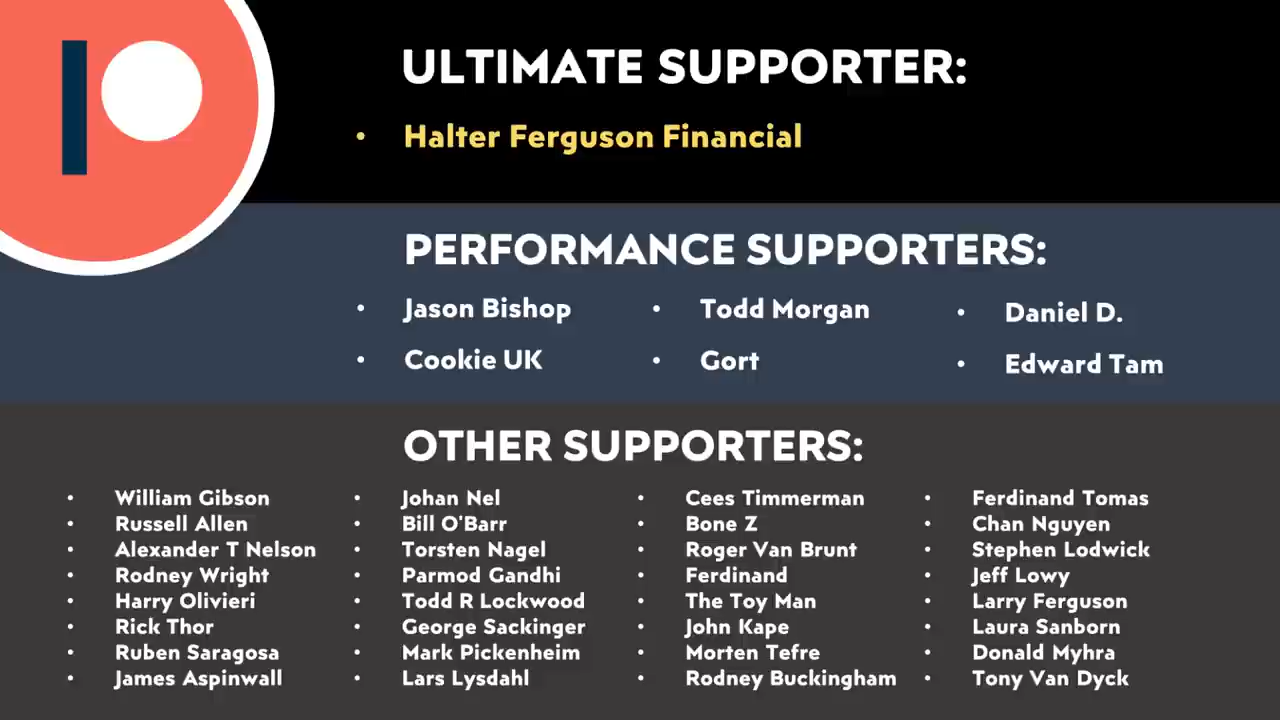 ULTIMATE SUPPORTER:
• Halter Ferguson Financial
PERFORMANCE SUPPORTERS:
• Jason Bishop
• Cookie UK
• Todd Morgan
• Gort
• Daniel D.
• Edward Tam
OTHER SUPPORTERS:
• William Gibson
• Russell Allen
• Alexander T Nelson
• Rodney Wright
• Harry Olivieri
• Rick Thor
• Ruben Saragosa
• James Aspinwall
• Johan Nel
• Bill O'Barr
• Torsten Nagel
• Parmod Gandhi
• Todd R Lockwood
• George Sackinger
• Mark Pickenheim
• Lars Lysdahl
• Cees Timmerman
• Bone Z
• Roger Van Brunt
• Ferdinand
• The Toy Man
• John Kape
• Morten Tefre
• Rodney Buckingham
• Ferdinand Tomas
• Chan Nguyen
• Stephen Lodwick
• Jeff Lowy
• Larry Ferguson
• Laura Sanborn
• Donald Myhra
• Tony Van Dyck